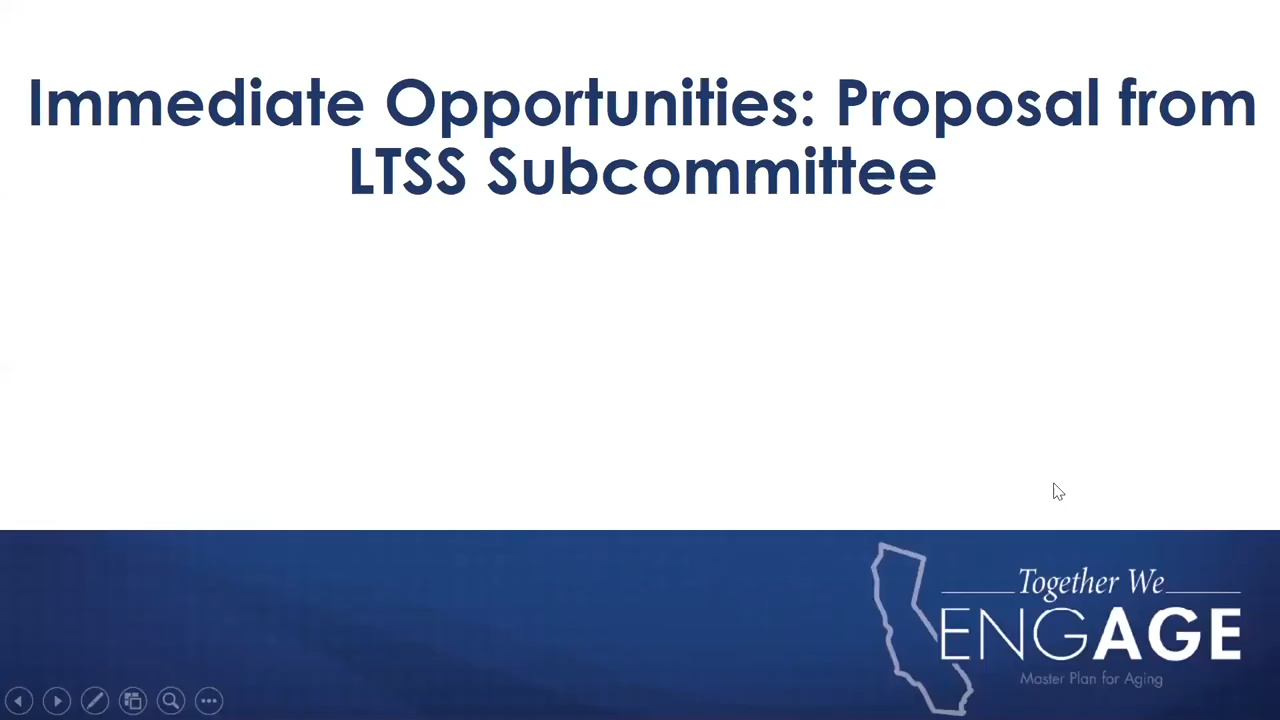 Immediate Opportunities: Proposal from
LTSS Subcommittee
Together We
ENGAGE
Master Plan for Aging